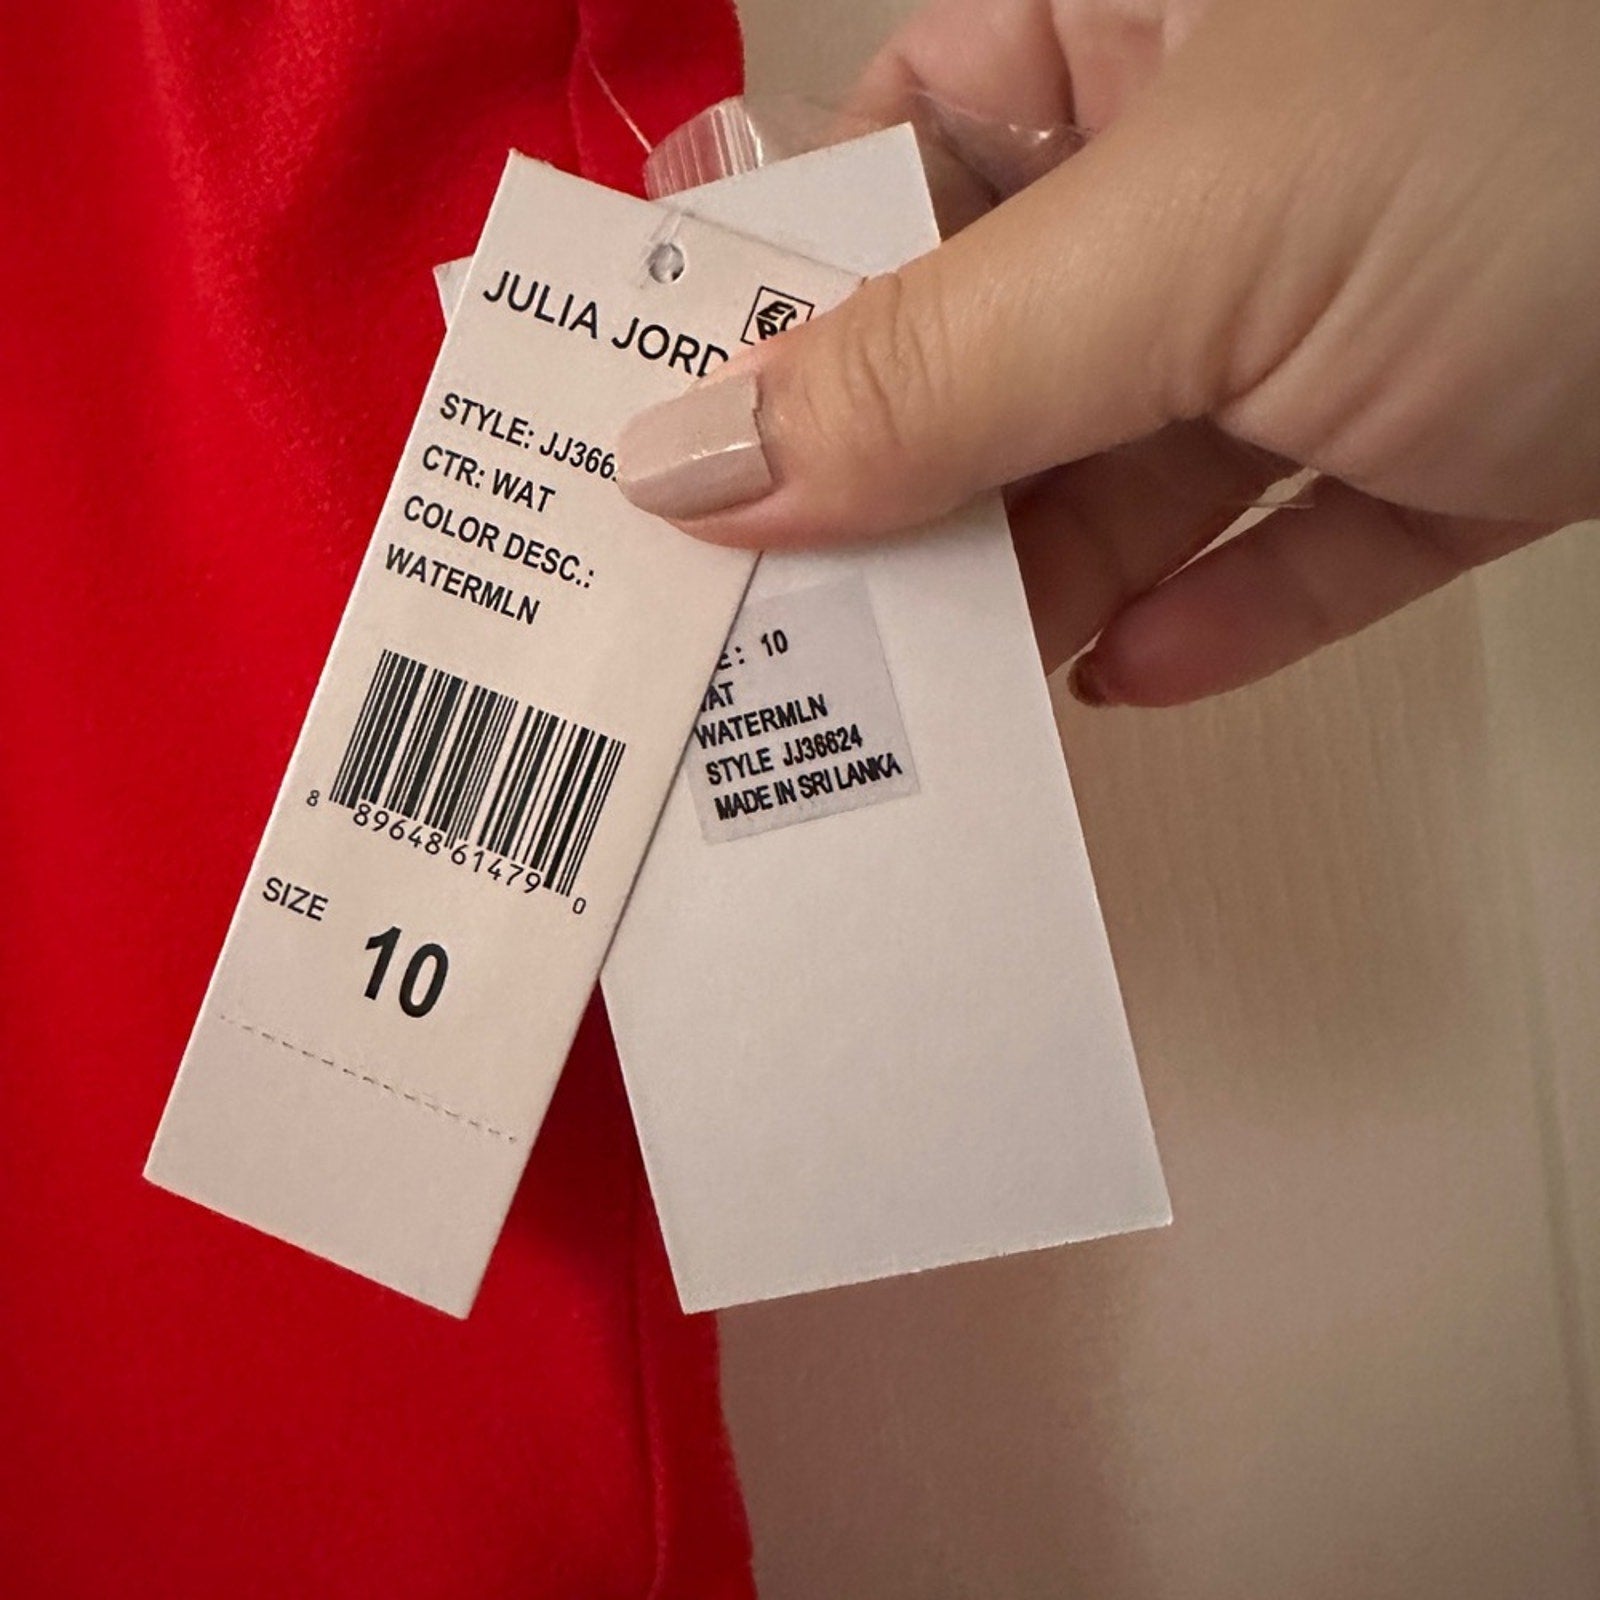 JULIA JORD
EPC
STYLE: JJ366
CTR: WAT
COLOR DESC.:
WATERMLN
8 89648 61479 0
SIZE
10
E: 10
WAT
WATERMLN
STYLE JJ36624
MADE IN SRI LANKA